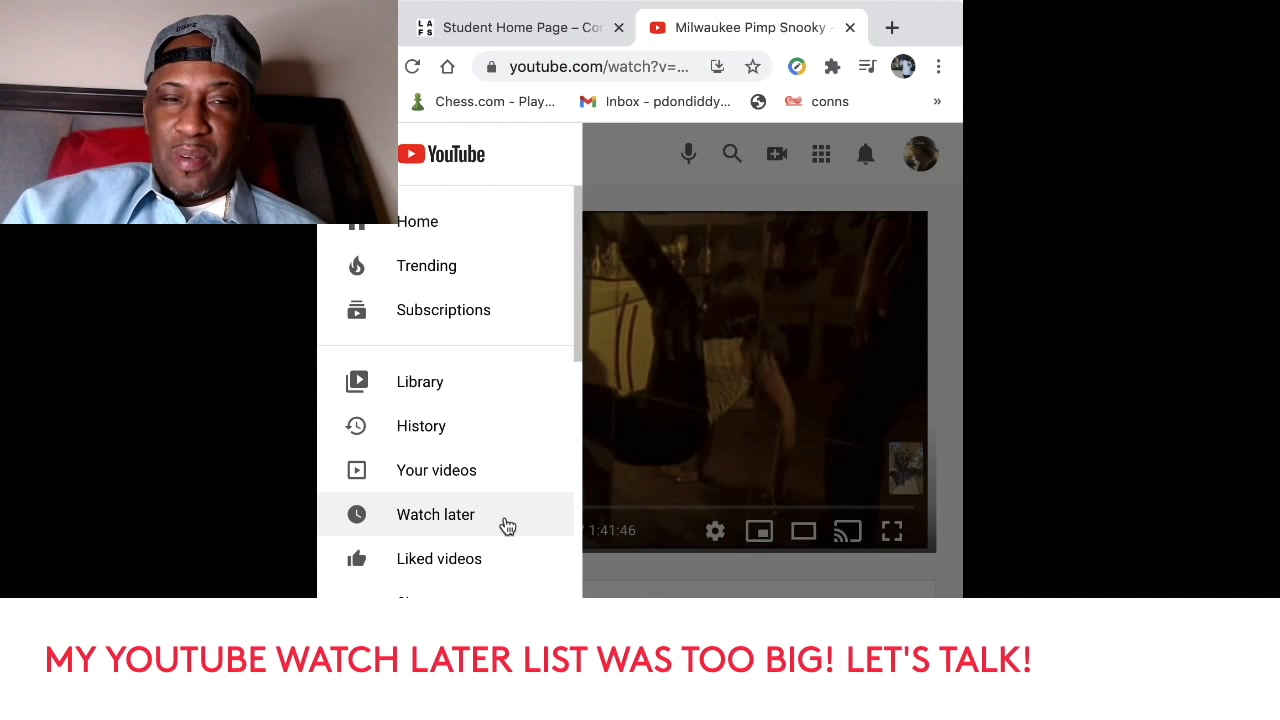 LAFS
Student Home Page – Co
Milwaukee Pimp Snooky -
youtube.com/watch?v=...
Chess.com - Play...
Inbox - pdondiddy...
conns
»
YouTube
Home
Trending
Subscriptions
Library
History
Your videos
Watch later
Liked videos
/ 1:41:46
MY YOUTUBE WATCH LATER LIST WAS TOO BIG! LET'S TALK!